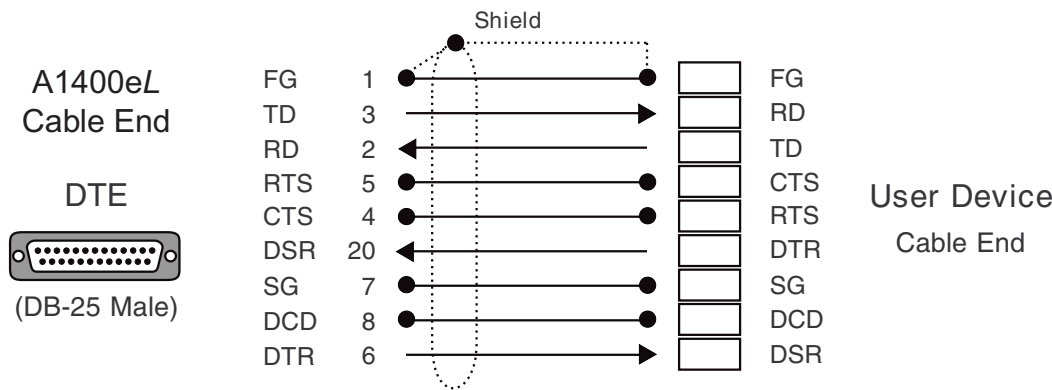 Shield
A1400eL
Cable End
DTE
(DB-25 Male)
FG 1 FG
TD 3 RD
RD 2 TD
RTS 5 CTS
CTS 4 RTS
DSR 20 DTR
SG 7 SG
DCD 8 DCD
DTR 6 DSR
User Device
Cable End